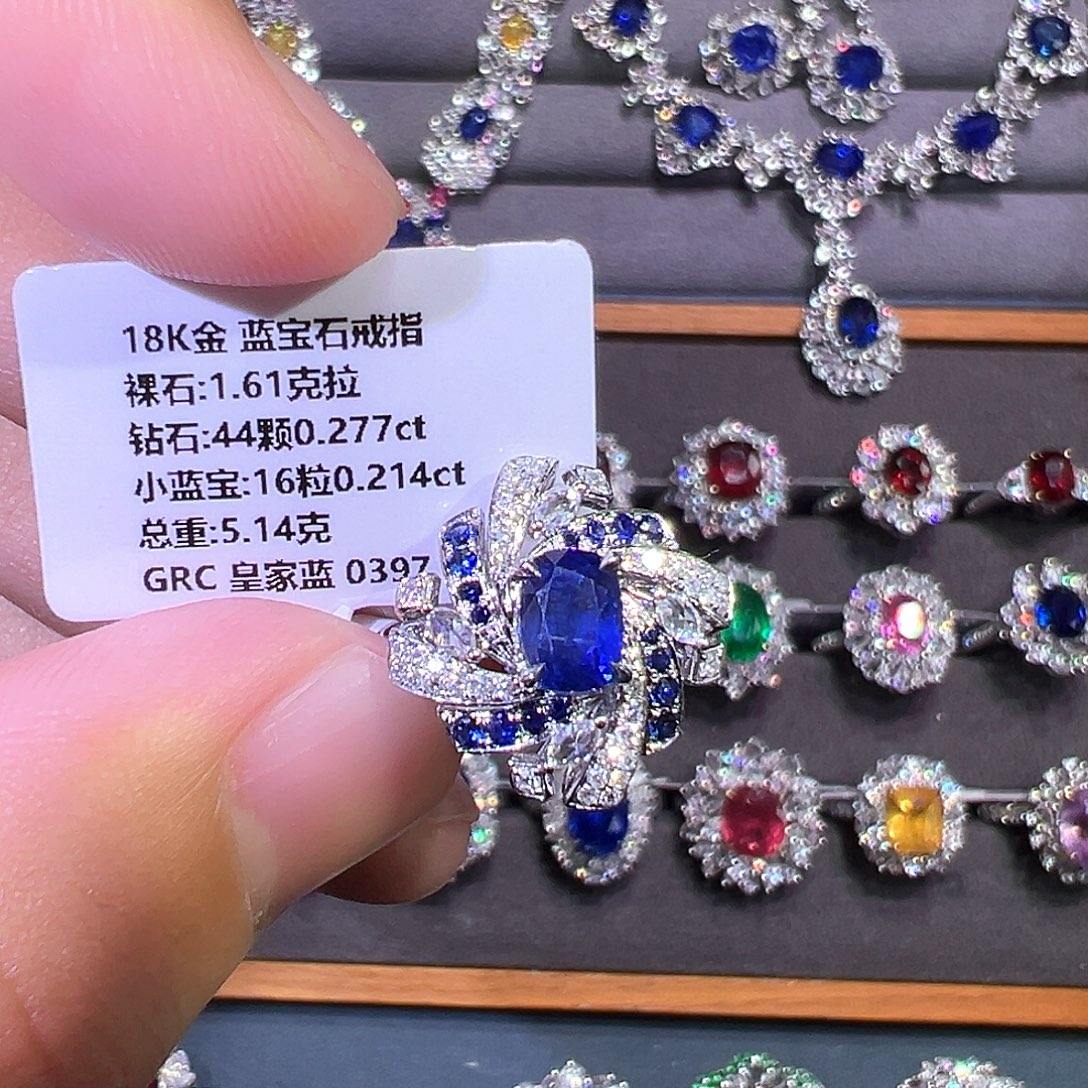 18K金 蓝宝石戒指
裸石:1.61克拉
钻石:44颗0.277ct
小蓝宝:16粒0.214ct
总重:5.14克
GRC 皇家蓝 0397